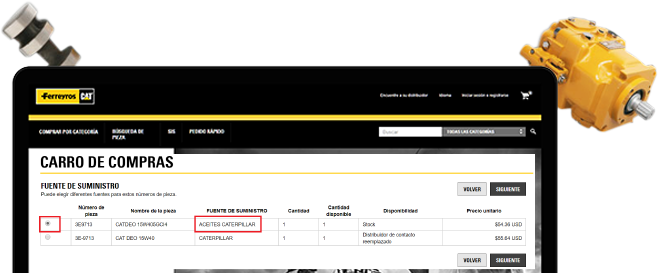 Ferreyros CAT
Encuentre a su distribuidor Idioma Iniciar sesión o registrarse
COMPRAR POR CATEGORÍA BÚSQUEDA DE PIEZA SIS PEDIDO RÁPIDO Buscar TODAS LAS CATEGORÍAS
CARRO DE COMPRAS
FUENTE DE SUMINISTRO
Puede elegir diferentes fuentes para estos números de pieza.
VOLVER SIGUIENTE
Número de pieza Nombre de la pieza FUENTE DE SUMINISTRO Cantidad Cantidad disponible Disponibilidad Precio unitario
3E9713 ACEITES CATERPILLAR 1 1 Stock $54.36 USD
3E-9713 CAT DEO 15W40 CATERPILLAR 1 1 Distribuidor de contacto reemplazado $55.64 USD
VOLVER SIGUIENTE